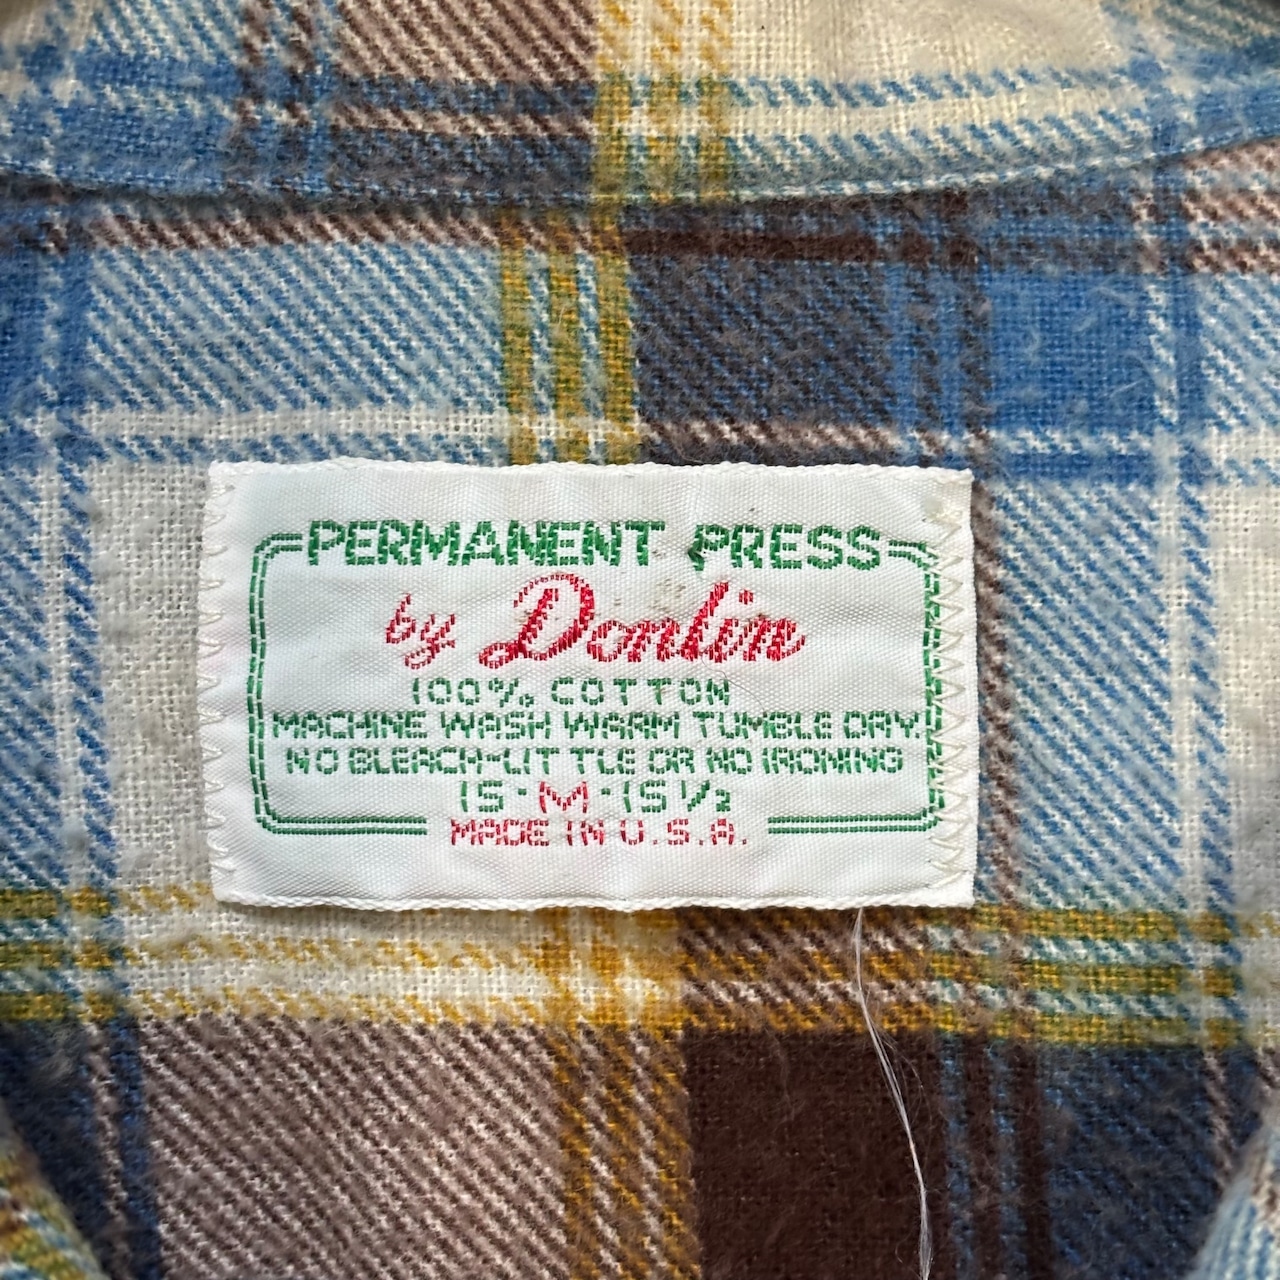 PERMANENT PRESS
by Donlin
100% COTTON
MACHINE WASH WARM TUMBLE DRY.
NO BLEACH-LITTLE OR NO IRONING
15·M·15½
MADE IN U.S.A.